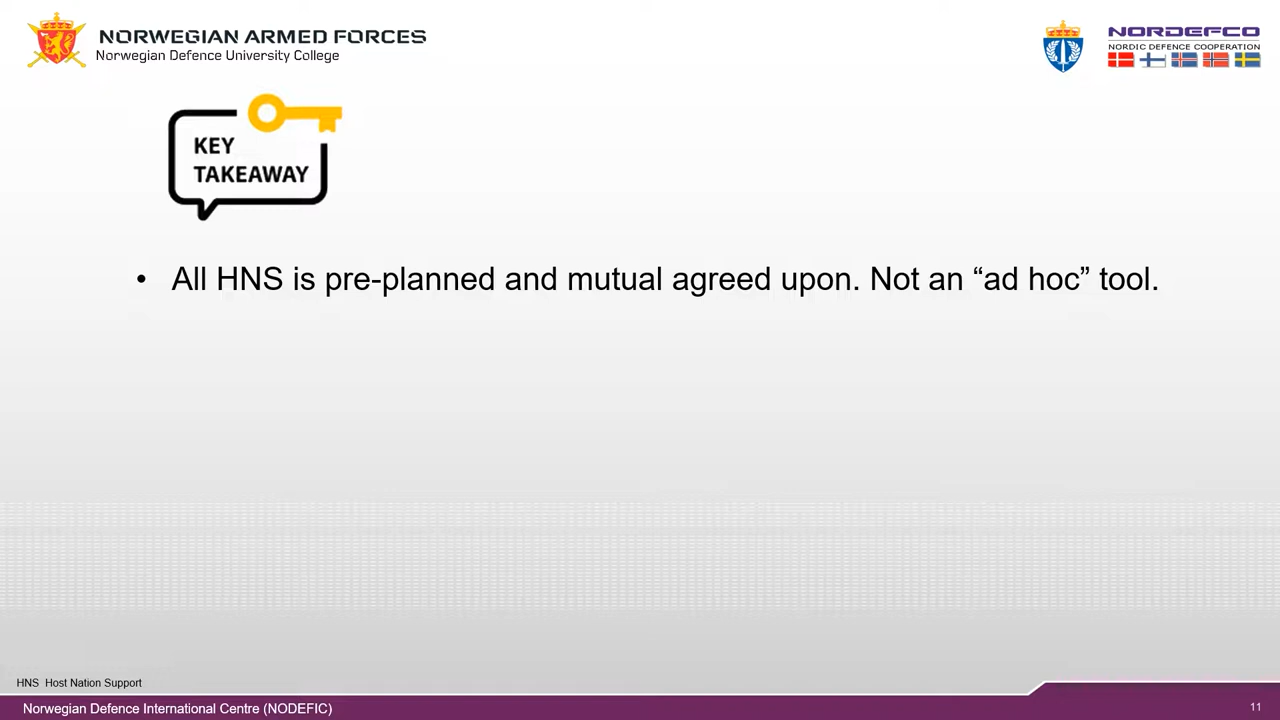 NORWEGIAN ARMED FORCES
Norwegian Defence University College
NORDEFCO
NORDIC DEFENCE COOPERATION
KEY
TAKEAWAY
• All HNS is pre-planned and mutual agreed upon. Not an “ad hoc” tool.
HNS Host Nation Support
Norwegian Defence International Centre (NODEFIC)
11